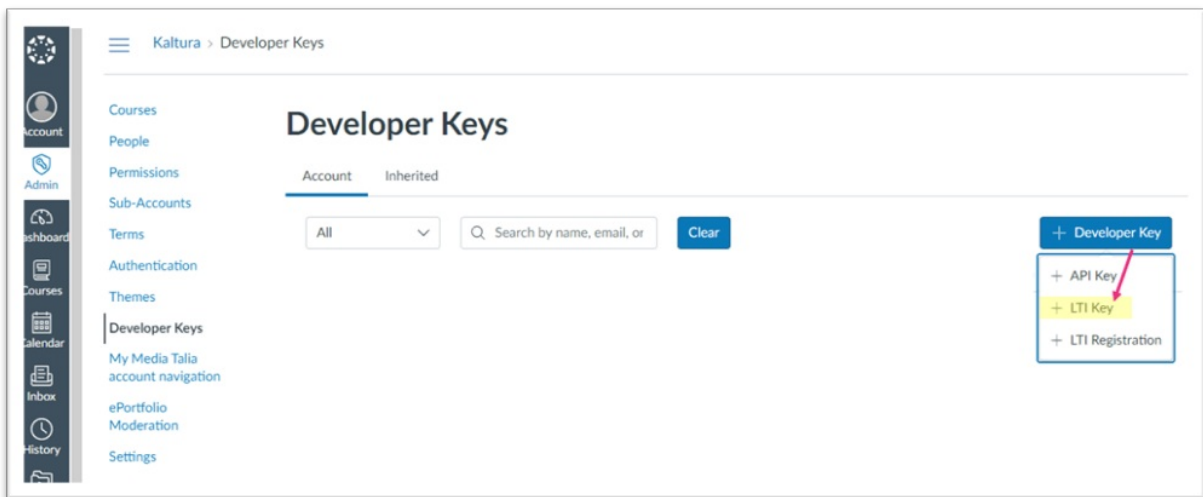 Kaltura > Developer Keys
Account
Admin
ashboard
Courses
alendar
Inbox
History
Courses
People
Permissions
Sub-Accounts
Terms
Authentication
Themes
Developer Keys
My Media Talia
account navigation
ePortfolio
Moderation
Settings
Developer Keys
Account Inherited
All Search by name, email, or Clear + Developer Key
+ API Key
+ LTI Key
+ LTI Registration